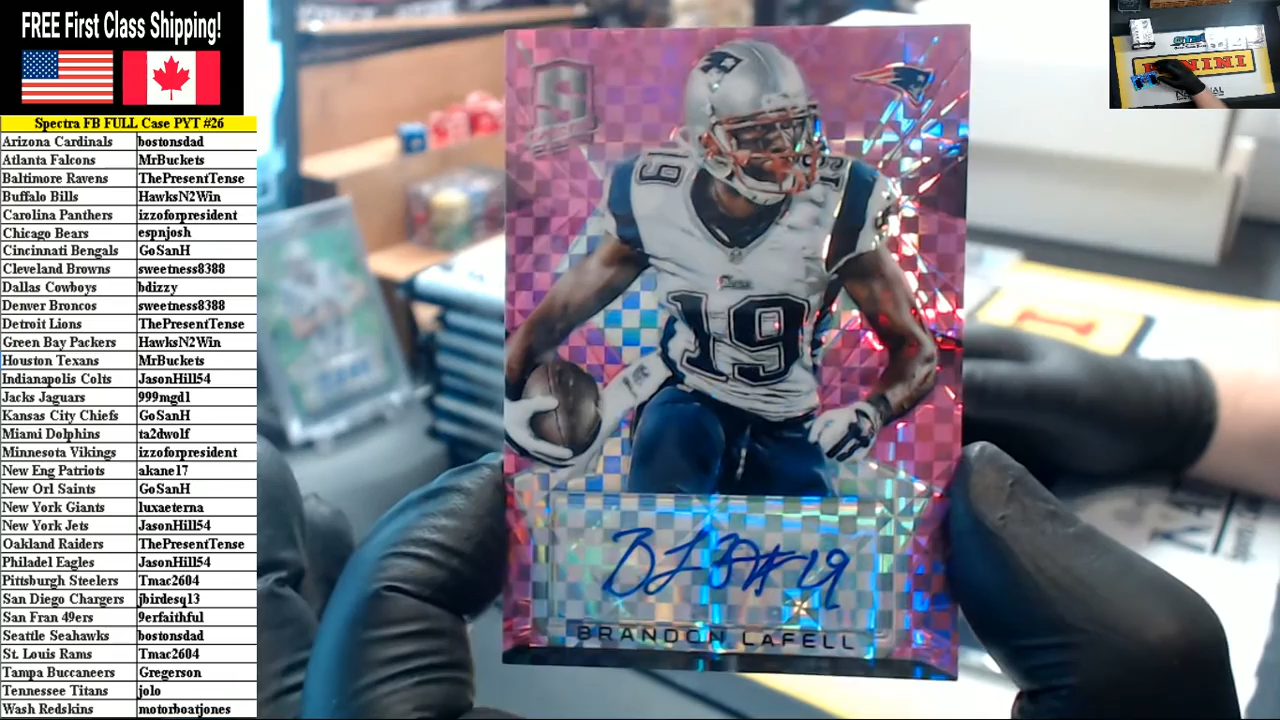 FREE First Class Shipping!
Spectra FB FULL Case PYT #26
Arizona Cardinals bostonsdad
Atlanta Falcons MrBuckets
Baltimore Ravens ThePresentTense
Buffalo Bills HawksN2Win
Carolina Panthers izzoforpresident
Chicago Bears espnjosh
Cincinnati Bengals GoSanH
Cleveland Browns sweetness8388
Dallas Cowboys bdizzy
Denver Broncos sweetness8388
Detroit Lions ThePresentTense
Green Bay Packers HawksN2Win
Houston Texans MrBuckets
Indianapolis Colts JasonHill54
Jacks Jaguars 999mgd1
Kansas City Chiefs GoSanH
Miami Dolphins ta2dwolf
Minnesota Vikings izzoforpresident
New Eng Patriots akane17
New Orl Saints GoSanH
New York Giants luxaeterna
New York Jets JasonHill54
Oakland Raiders ThePresentTense
Philadel Eagles JasonHill54
Pittsburgh Steelers Tmac2604
San Diego Chargers jbirdesq13
San Fran 49ers 9erfaithful
Seattle Seahawks bostonsdad
St. Louis Rams Tmac2604
Tampa Buccaneers Gregerson
Tennessee Titans jolo
Wash Redskins motorboatjones
S
19 19
19
#19
BRANDON LAFELL
PANINI